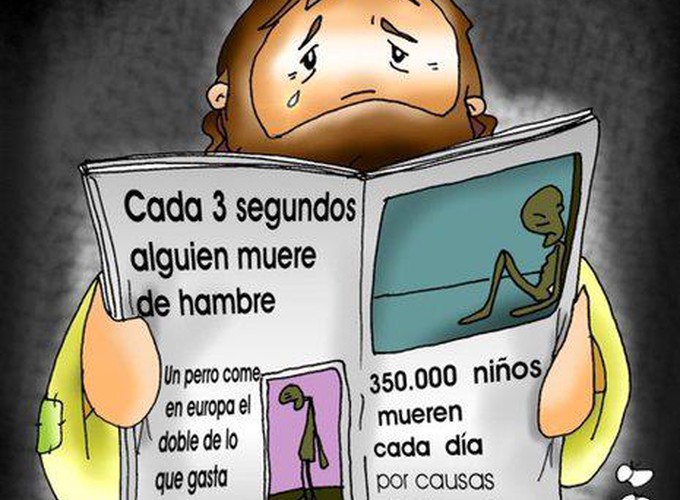 Cada 3 segundos
alguien muere
de hambre
Un perro come
en europa el
doble de lo
que gasta
350.000 niños
mueren
cada día
por causas